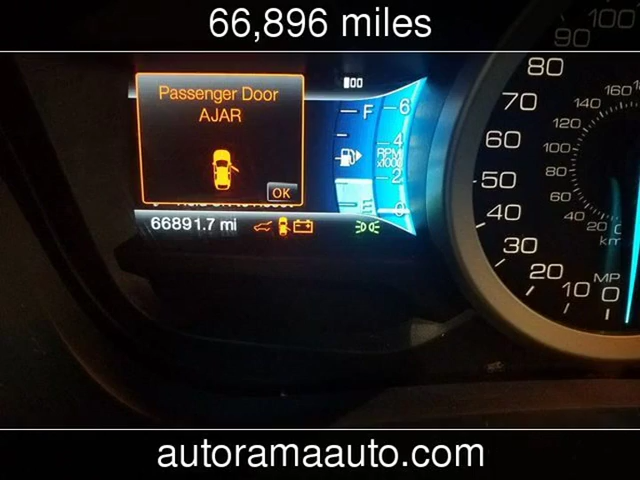 66,896 miles
Passenger Door
AJAR
OK
66891.7 mi
F
6
4
RPM
x1000
2
0
100
90
80
70
60
50
40
30
20
10
0
MP
160
140
120
100
80
60
40
20
km
autoramaauto.com